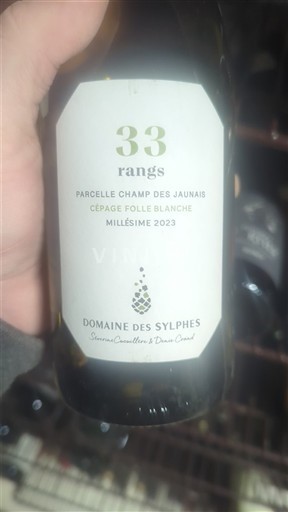 33
rangs
PARCELLE CHAMP DES JAUNAIS
CÉPAGE FOLLE BLANCHE
MILLÉSIME 2023
DOMAINE DES SYLPHES